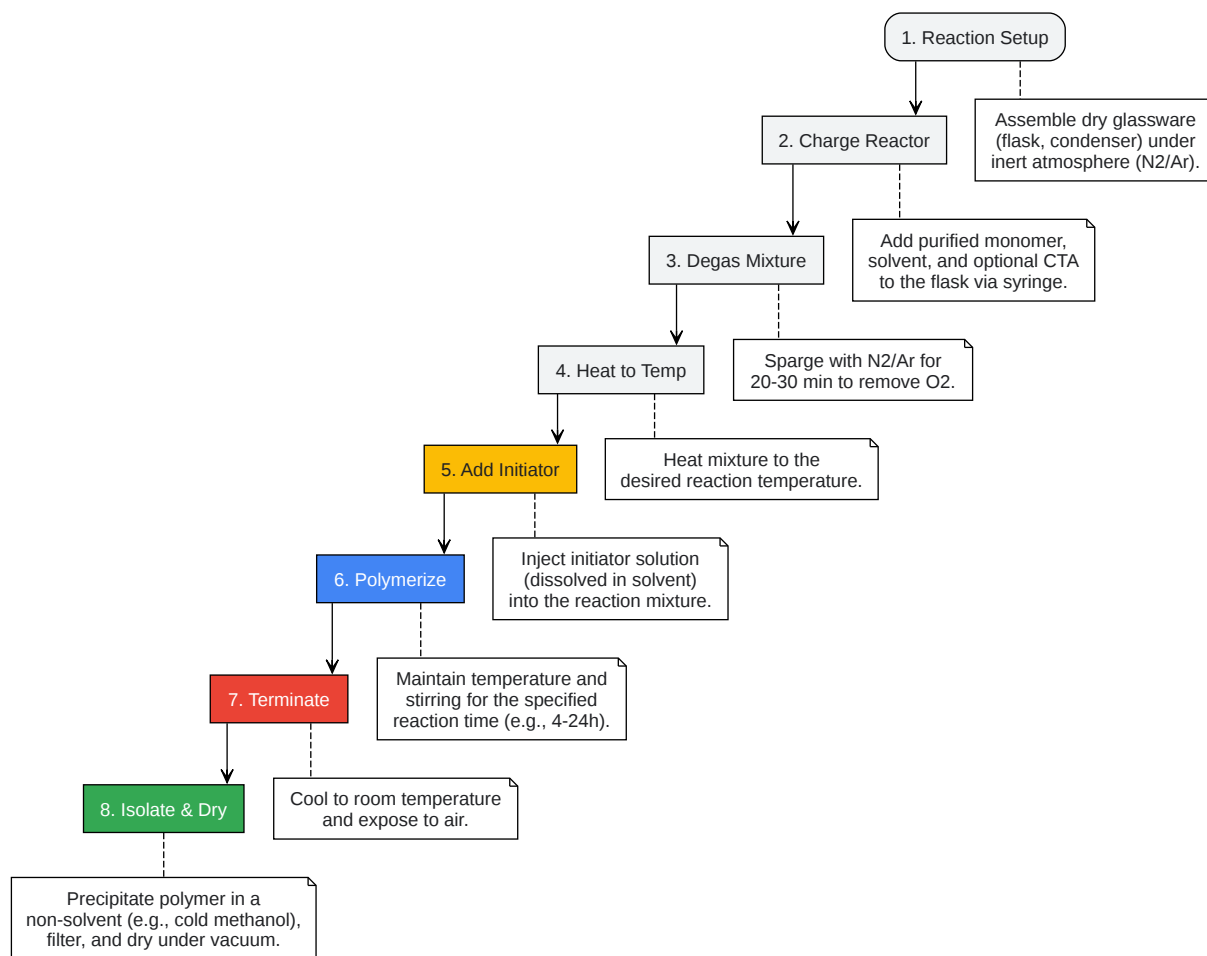 1. Reaction Setup
Assemble dry glassware
(flask, condenser) under
inert atmosphere (N2/Ar).
2. Charge Reactor
Add purified monomer,
solvent, and optional CTA
to the flask via syringe.
3. Degas Mixture
Sparge with N2/Ar for
20-30 min to remove O2.
4. Heat to Temp
Heat mixture to the
desired reaction temperature.
5. Add Initiator
Inject initiator solution
(dissolved in solvent)
into the reaction mixture.
6. Polymerize
Maintain temperature and
stirring for the specified
reaction time (e.g., 4-24h).
7. Terminate
Cool to room temperature
and expose to air.
8. Isolate & Dry
Precipitate polymer in a
non-solvent (e.g., cold methanol),
filter, and dry under vacuum.